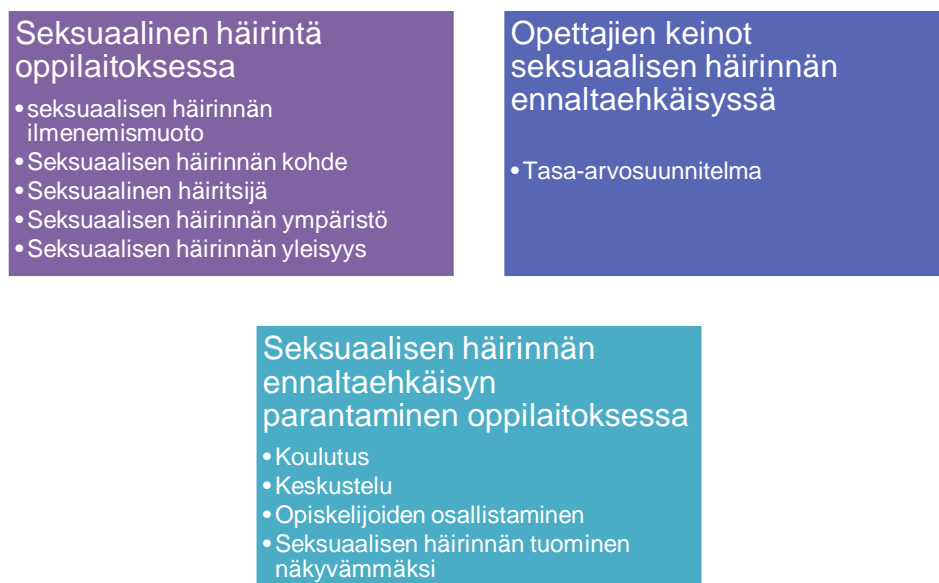 Seksuaalinen häirintä
oppilaitoksessa
•seksuaalisen häirinnän
ilmenemismuoto
•Seksuaalisen häirinnän kohde
•Seksuaalinen häiritsijä
•Seksuaalisen häirinnän ympäristö
•Seksuaalisen häirinnän yleisyys
Opettajien keinot
seksuaalisen häirinnän
ennaltaehkäisyssä
•Tasa-arvosuunnitelma
Seksuaalisen häirinnän
ennaltaehkäisyn
parantaminen oppilaitoksessa
•Koulutus
•Keskustelu
•Opiskelijoiden osallistaminen
•Seksuaalisen häirinnän tuominen
näkyvämmäksi